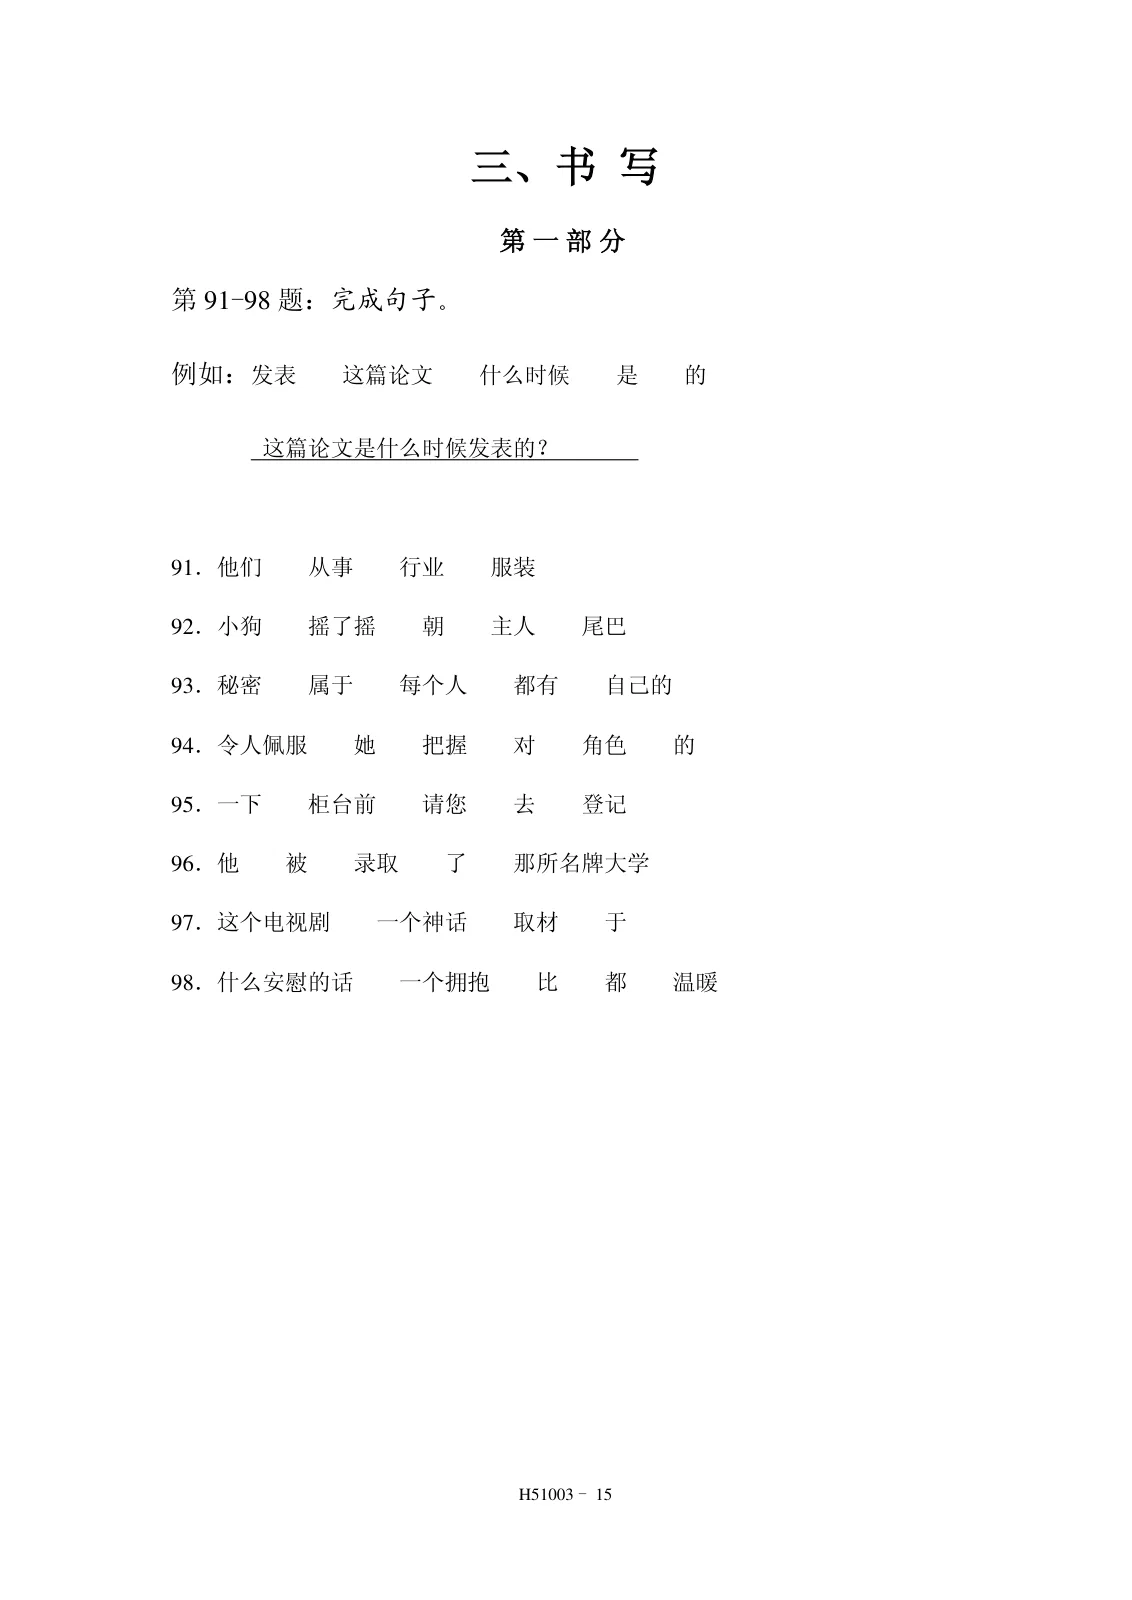 三、书 写
第 一 部 分
第 91-98 题：完成句子。
例如：发表 这篇论文 什么时候 是 的
这篇论文是什么时候发表的？
91．他们 从事 行业 服装
92．小狗 摇了摇 朝 主人 尾巴
93．秘密 属于 每个人 都有 自己的
94．令人佩服 她 把握 对 角色 的
95．一下 柜台前 请您 去 登记
96．他 被 录取 了 那所名牌大学
97．这个电视剧 一个神话 取材 于
98．什么安慰的话 一个拥抱 比 都 温暖
H51003－ 15